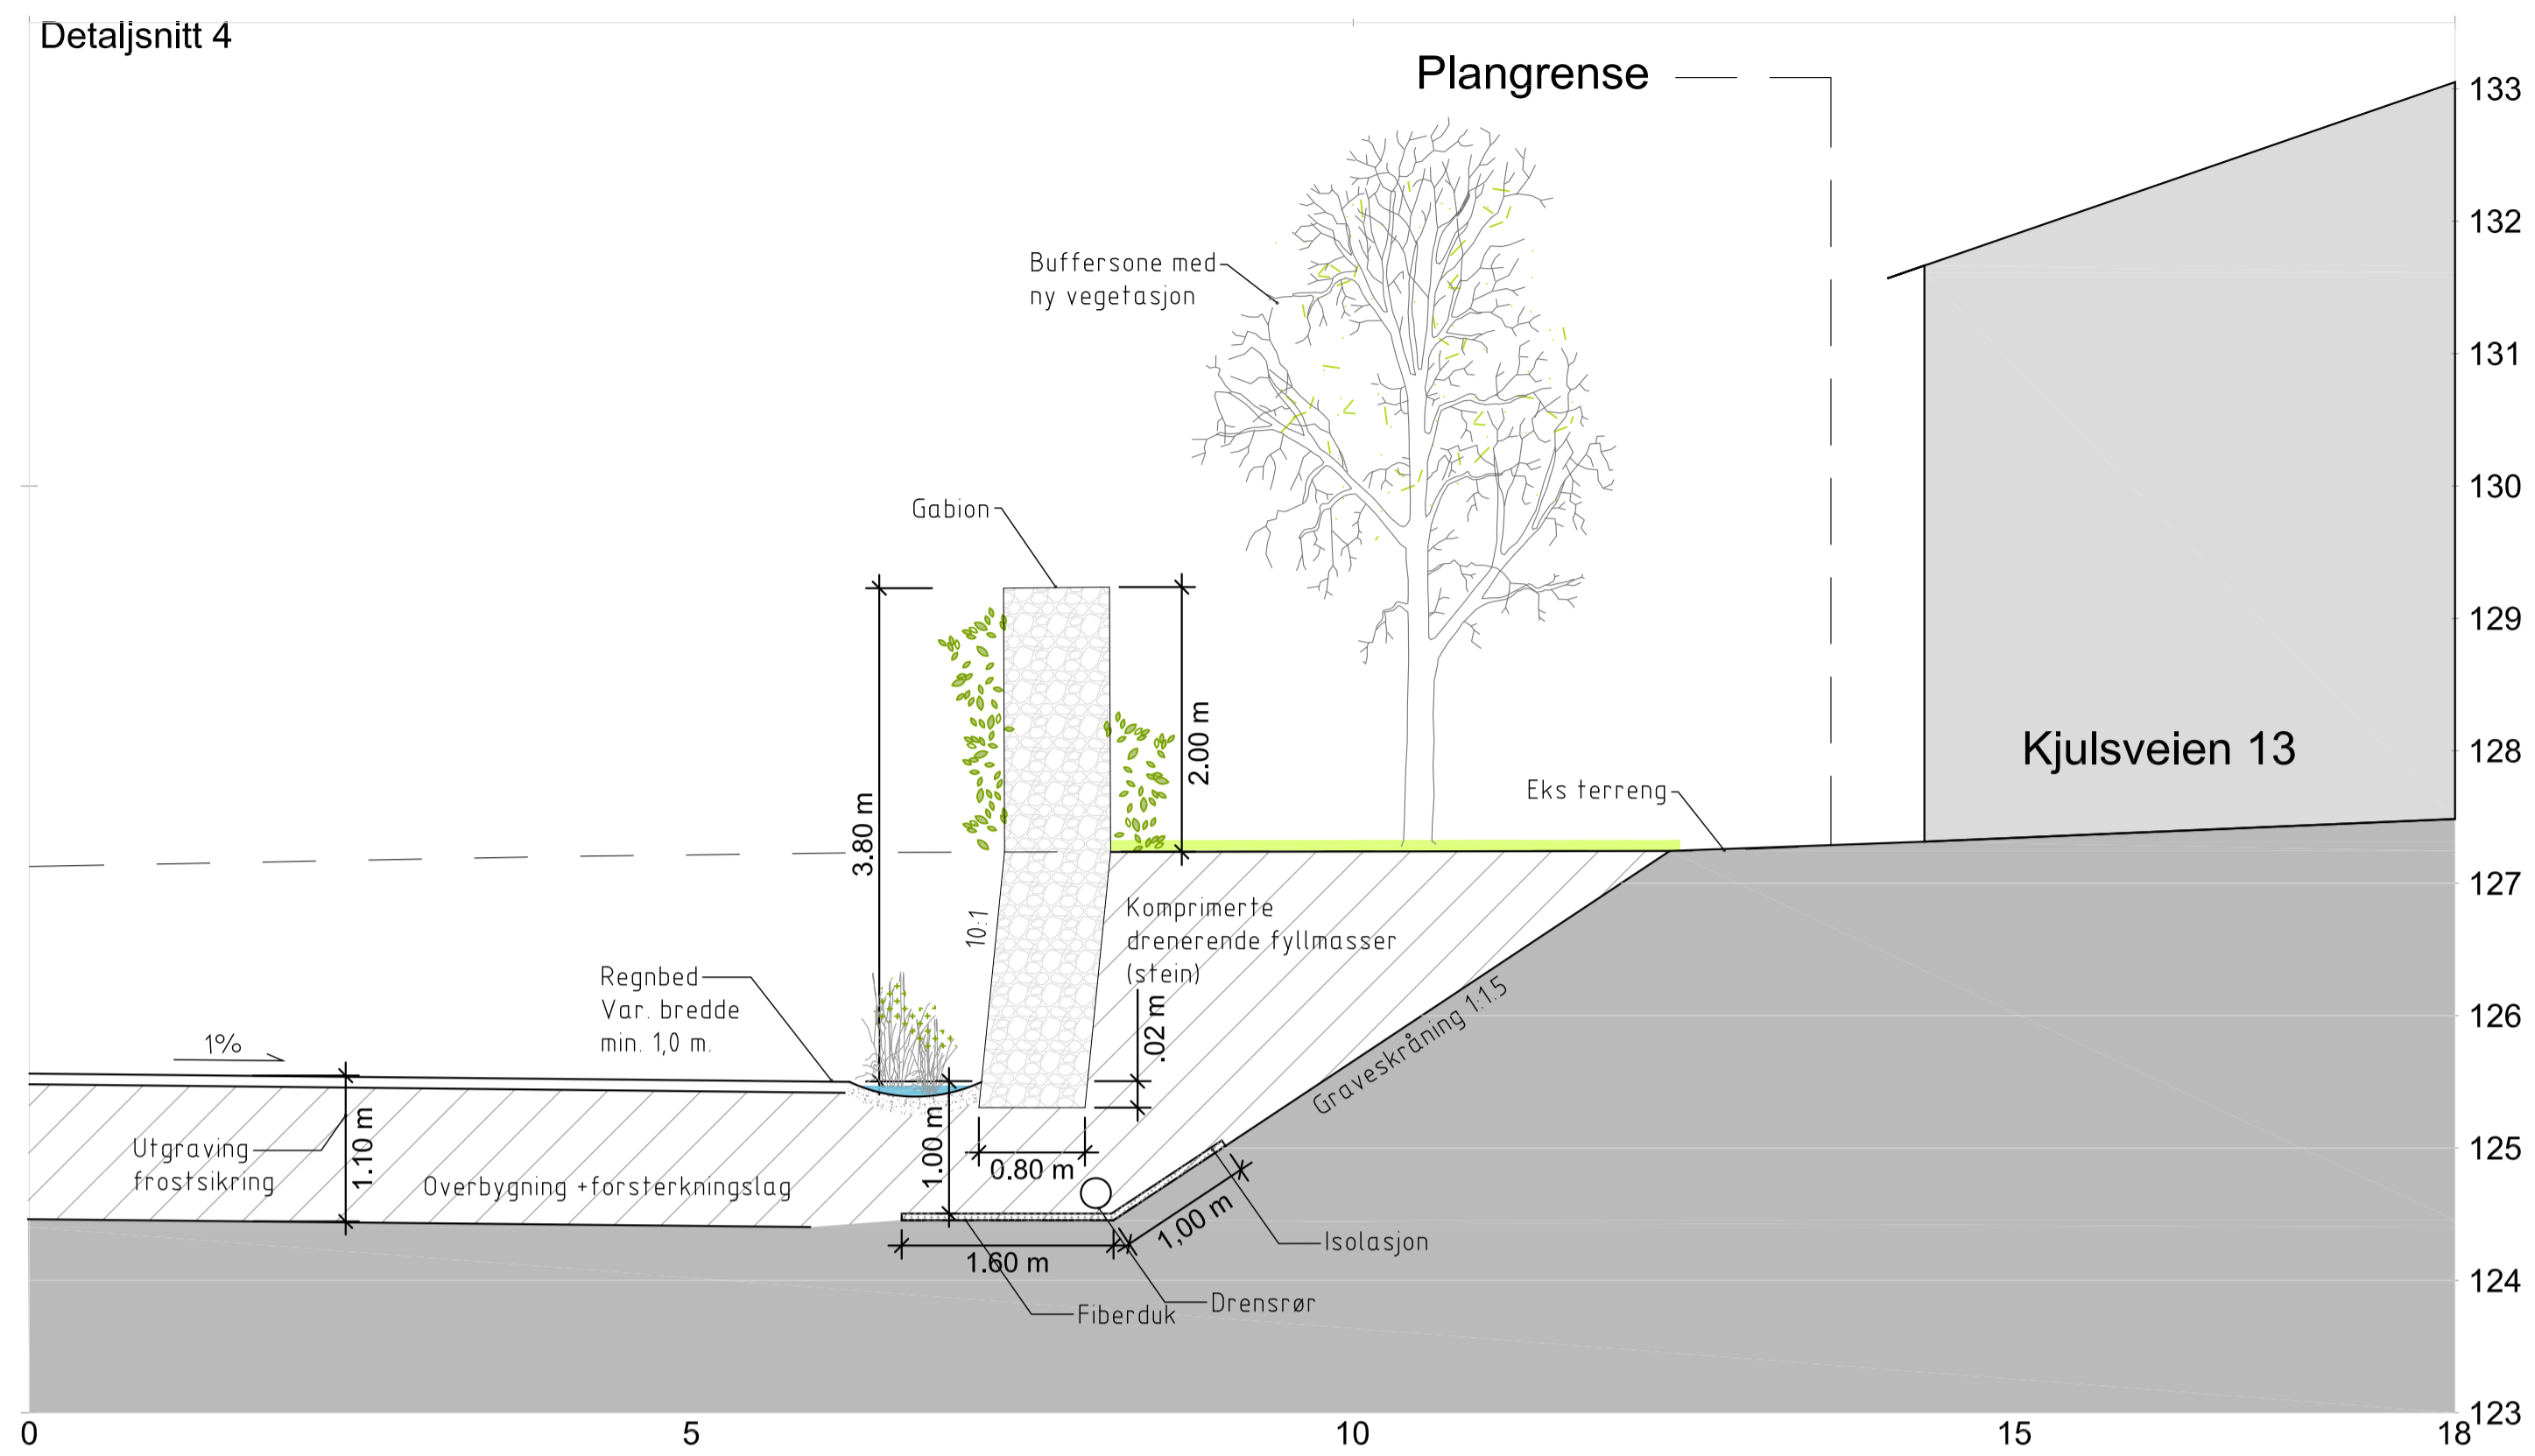 Detaljsnitt 4
Plangrense
133
132
131
130
129
128
127
126
125
124
123
Buffersone med
ny vegetasjon
Gabion
3.80 m
2.00 m
Kjulsveien 13
Eks terreng
10:1
Komprimerte
drenerende fyllmasser
(stein)
.02 m
Regnbed
Var. bredde
min. 1,0 m.
1%
Graveskråning 1:1.5
Utgraving
frostsikring
1.10 m
Overbygning +forsterkningslag
1.00 m
0.80 m
1,00 m
1.60 m
Isolasjon
Drensrør
Fiberduk
0
5
10
15
18